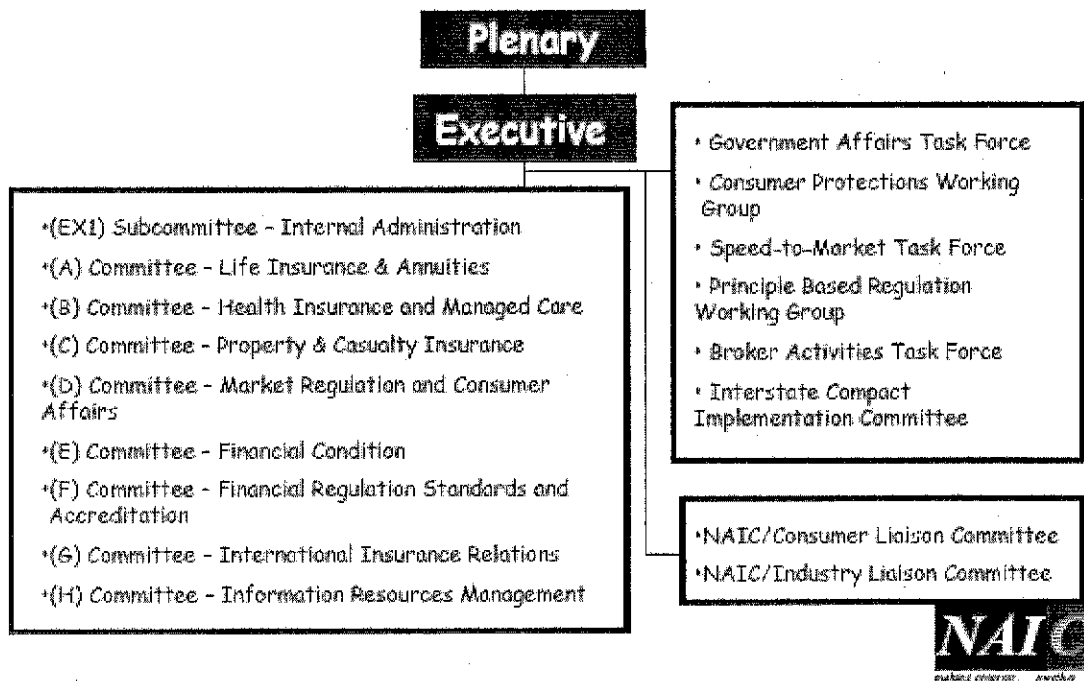 Plenary
Executive
• Government Affairs Task Force
• Consumer Protections Working
Group
• Speed-to-Market Task Force
• Principle Based Regulation
Working Group
• Broker Activities Task Force
• Interstate Compact
Implementation Committee
•(EX1) Subcommittee - Internal Administration
•(A) Committee - Life Insurance & Annuities
•(B) Committee - Health Insurance and Managed Care
•(C) Committee - Property & Casualty Insurance
•(D) Committee - Market Regulation and Consumer
Affairs
•(E) Committee - Financial Condition
•(F) Committee - Financial Regulation Standards and
Accreditation
•(G) Committee - International Insurance Relations
•(H) Committee - Information Resources Management
•NAIC/Consumer Liaison Committee
•NAIC/Industry Liaison Committee
NAIC